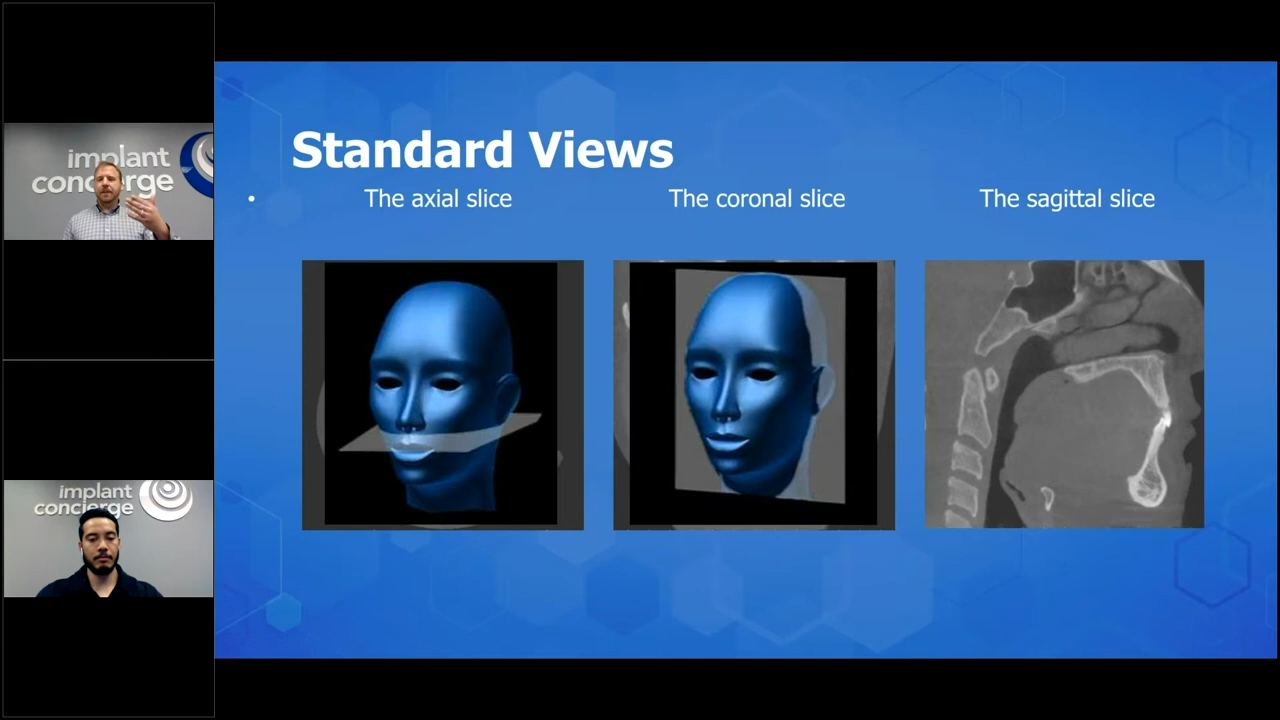 implant
concierge
Standard Views
• The axial slice The coronal slice The sagittal slice
implant
concierge